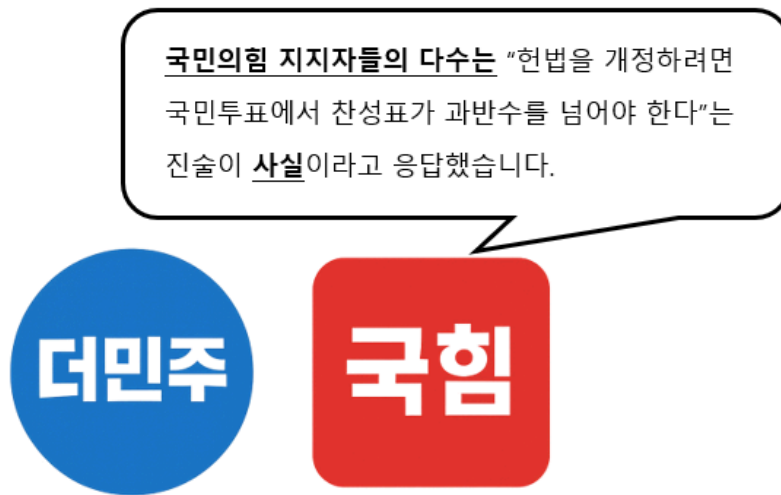 국민의힘 지지자들의 다수는 "헌법을 개정하려면
국민투표에서 찬성표가 과반수를 넘어야 한다"는
진술이 사실이라고 응답했습니다.
더민주
국힘